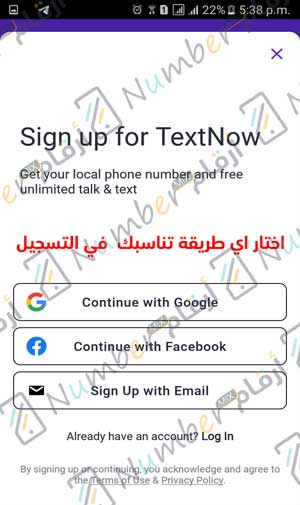 22% 5:38 p.m.
Sign up for TextNow
Get your local phone number and free
unlimited talk & text
اختار اي طريقة تناسبك في التسجيل
Continue with Google
Continue with Facebook
Sign Up with Email
Already have an account? Log In
By signing up or continuing, you acknowledge and agree to
the Terms of Use & Privacy Policy.
أرقام Number MIX